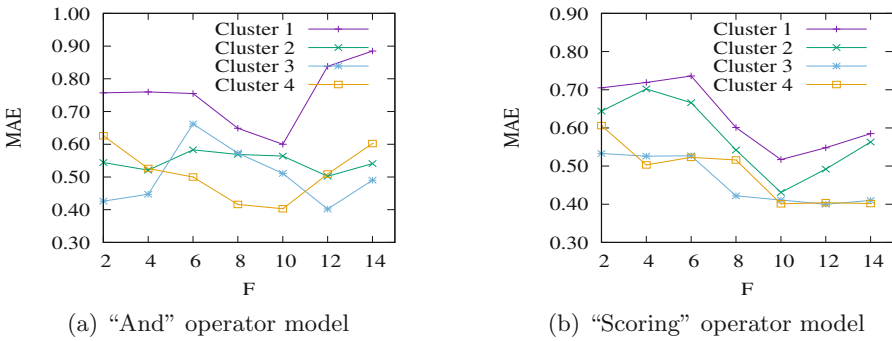 1.00
0.90
0.80
0.70
0.60
0.50
0.40
0.30
MAE
2 4 6 8 10 12 14
F
Cluster 1
Cluster 2
Cluster 3
Cluster 4
(a) “And” operator model
0.90
0.80
0.70
0.60
0.50
0.40
0.30
MAE
2 4 6 8 10 12 14
F
Cluster 1
Cluster 2
Cluster 3
Cluster 4
(b) “Scoring” operator model